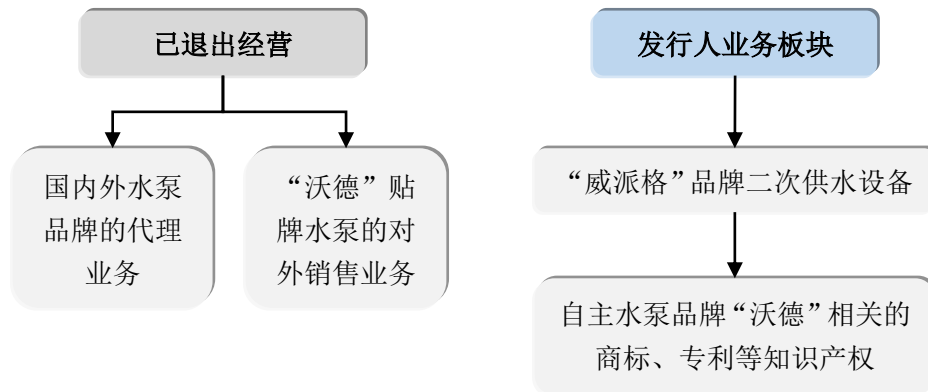 已退出经营
国内外水泵
品牌的代理
业务
“沃德”贴
牌水泵的对
外销售业务
发行人业务板块
“威派格”品牌二次供水设备
自主水泵品牌“沃德”相关的
商标、专利等知识产权